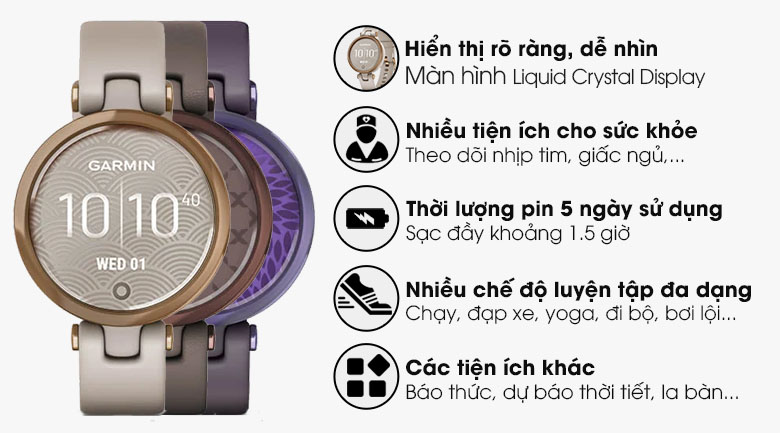 GARMIN
10 10 40
WED 01
Hiển thị rõ ràng, dễ nhìn
Màn hình Liquid Crystal Display
Nhiều tiện ích cho sức khỏe
Theo dõi nhịp tim, giấc ngủ,...
Thời lượng pin 5 ngày sử dụng
Sạc đầy khoảng 1.5 giờ
Nhiều chế độ luyện tập đa dạng
Chạy, đạp xe, yoga, đi bộ, bơi lội...
Các tiện ích khác
Báo thức, dự báo thời tiết, la bàn...